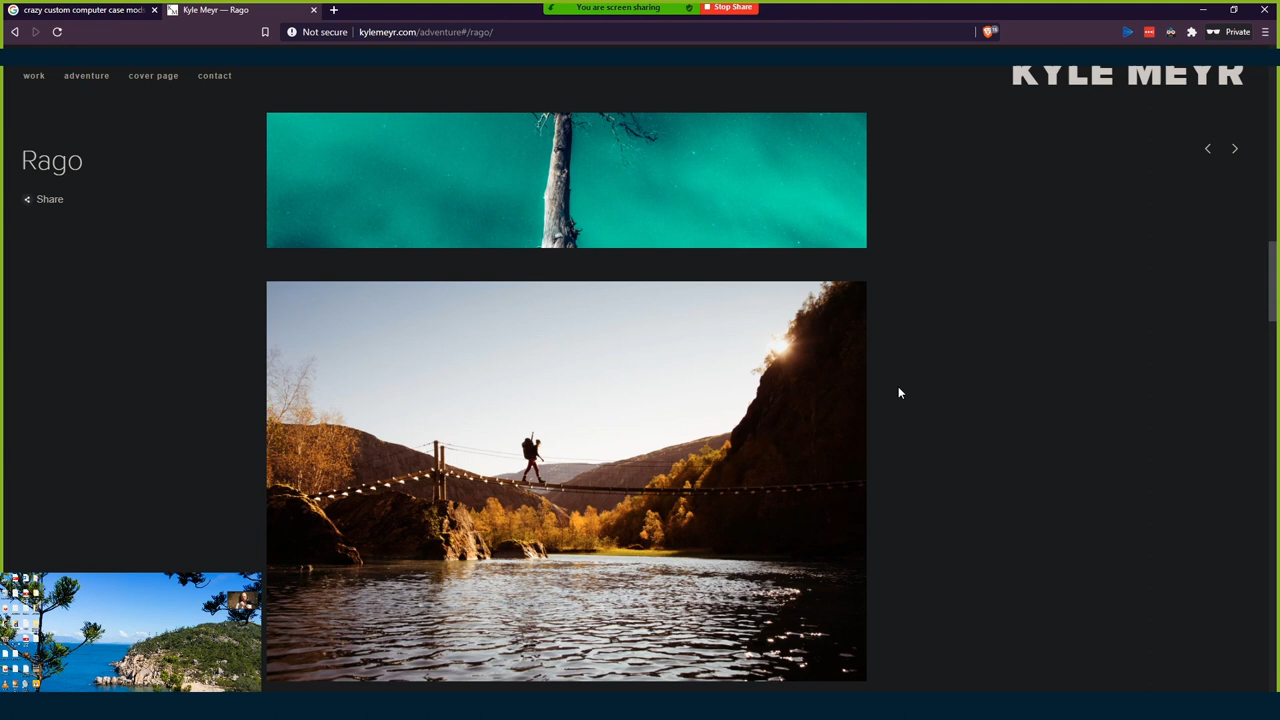 crazy custom computer case mods
Kyle Meyr — Rago
You are screen sharing
Stop Share
Not secure
kylemeyr.com/adventure#/rago/
Private
work
adventure
cover page
contact
KYLE MEYR
Rago
Share